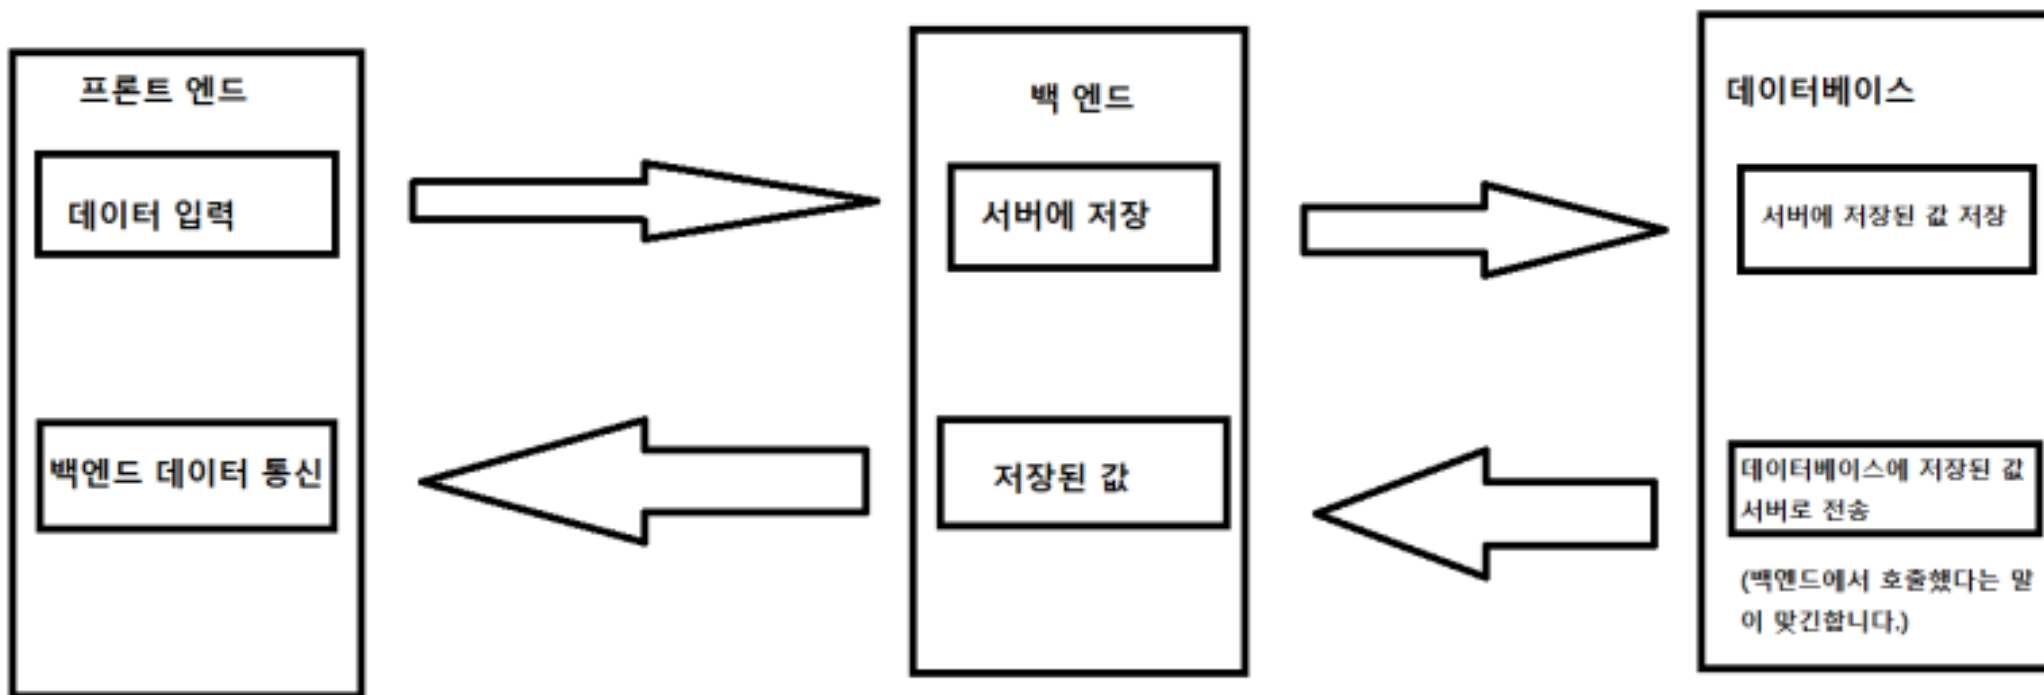 프론트 엔드
데이터 입력
백엔드 데이터 통신
백 엔드
서버에 저장
저장된 값
데이터베이스
서버에 저장된 값 저장
데이터베이스에 저장된 값
서버로 전송
(백엔드에서 호출했다는 말
이 맞긴합니다.)